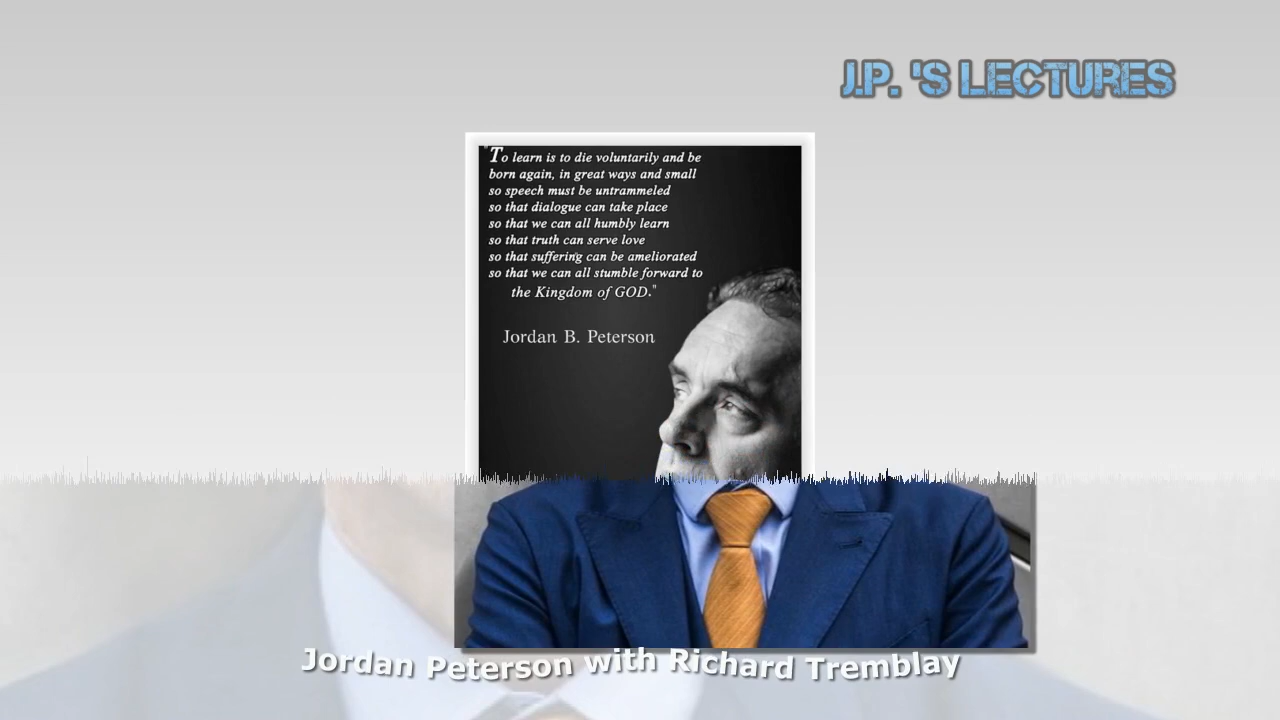 J.P. 'S LECTURES
"To learn is to die voluntarily and be
born again, in great ways and small
so speech must be untrammeled
so that dialogue can take place
so that we can all humbly learn
so that truth can serve love
so that suffering can be ameliorated
so that we can all stumble forward to
the Kingdom of GOD."
Jordan B. Peterson
Jordan Peterson with Richard Tremblay